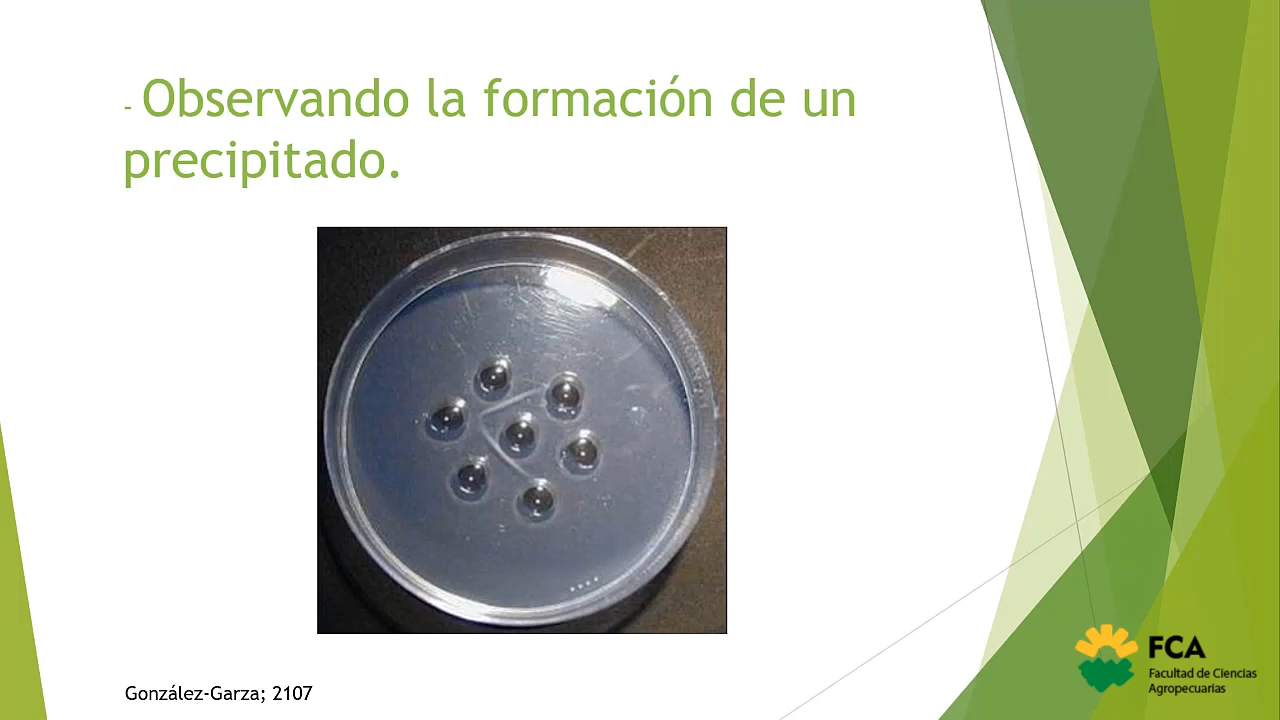 - Observando la formación de un
precipitado.
González-Garza; 2107
FCA
Facultad de Ciencias
Agropecuarias